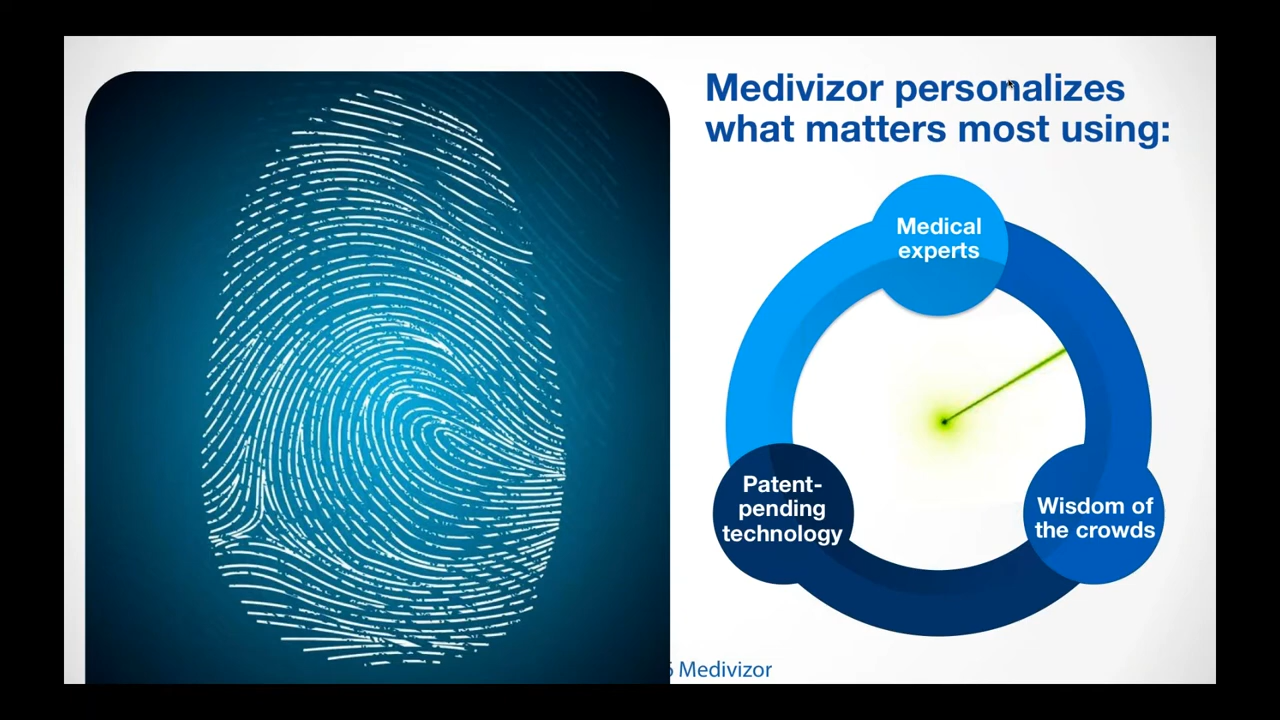 Medivizor personalizes
what matters most using:
Medical
experts
Patent-
pending
technology
Wisdom of
the crowds
Medivizor